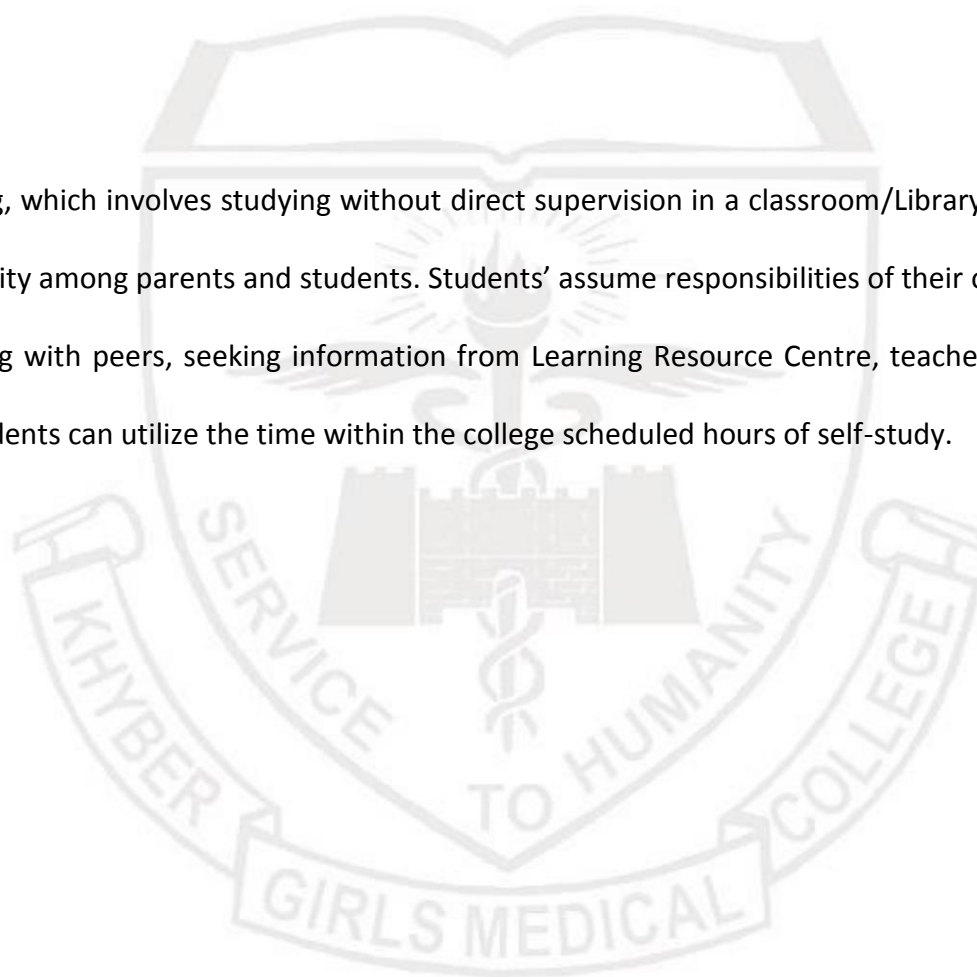 g, which involves studying without direct supervision in a classroom/Library
ity among parents and students. Students’ assume responsibilities of their
g with peers, seeking information from Learning Resource Centre,
dents can utilize the time within the college scheduled hours of self-study.
SERVICE TO HUMANITY
KHYBER GIRLS MEDICAL COLLEGE